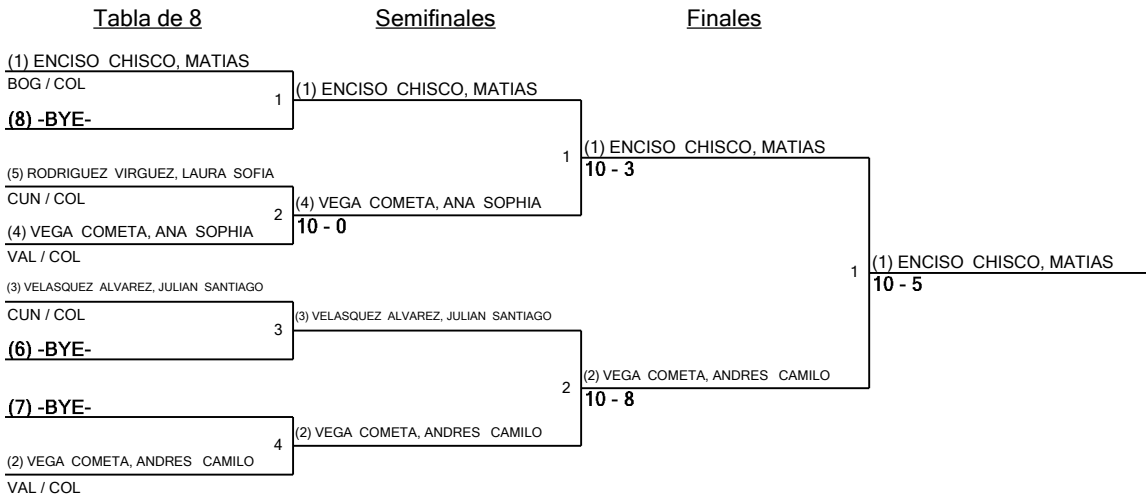 Tabla de 8
Semifinales
Finales
(1) ENCISO CHISCO, MATIAS
BOG / COL
(8) -BYE-
1
(5) RODRIGUEZ VIRGUEZ, LAURA SOFIA
CUN / COL
(4) VEGA COMETA, ANA SOPHIA
VAL / COL
2
(3) VELASQUEZ ALVAREZ, JULIAN SANTIAGO
CUN / COL
(6) -BYE-
3
(7) -BYE-
(2) VEGA COMETA, ANDRES CAMILO
VAL / COL
4
(1) ENCISO CHISCO, MATIAS
(4) VEGA COMETA, ANA SOPHIA
10 - 0
1
(3) VELASQUEZ ALVAREZ, JULIAN SANTIAGO
(2) VEGA COMETA, ANDRES CAMILO
2
(1) ENCISO CHISCO, MATIAS
10 - 3
(2) VEGA COMETA, ANDRES CAMILO
10 - 8
1
(1) ENCISO CHISCO, MATIAS
10 - 5